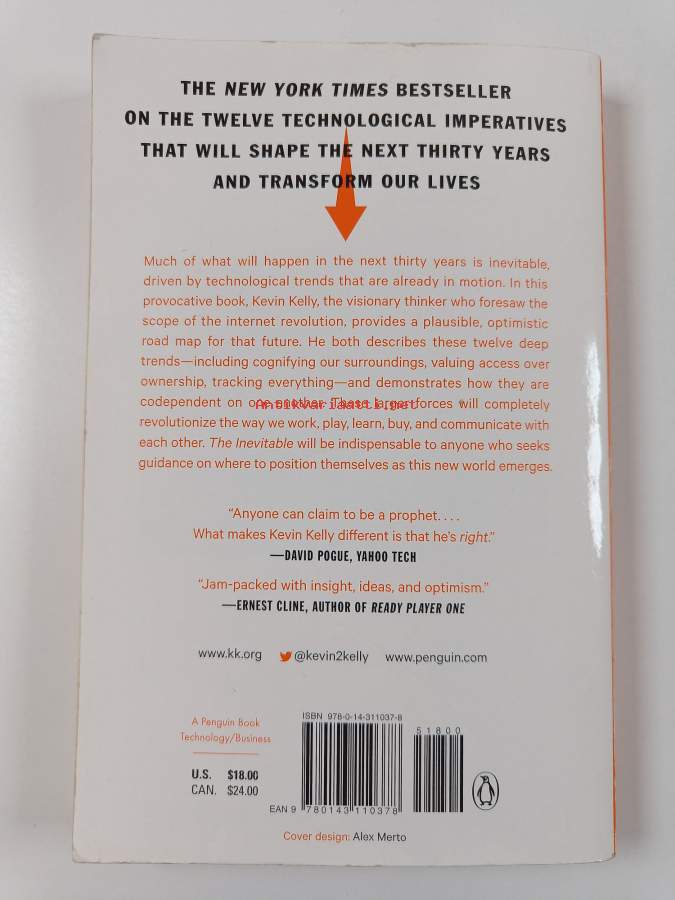 THE NEW YORK TIMES BESTSELLER
ON THE TWELVE TECHNOLOGICAL IMPERATIVES
THAT WILL SHAPE THE NEXT THIRTY YEARS
AND TRANSFORM OUR LIVES
Much of what will happen in the next thirty years is inevitable,
driven by technological trends that are already in motion. In this
provocative book, Kevin Kelly, the visionary thinker who foresaw the
scope of the internet revolution, provides a plausible, optimistic
road map for that future. He both describes these twelve deep
trends—including cognifying our surroundings, valuing access over
ownership, tracking everything—and demonstrates how they are
codependent on one another. These larger forces will completely
Antikvariaatti.net
revolutionize the way we work, play, learn, buy, and communicate with
each other. The Inevitable will be indispensable to anyone who seeks
guidance on where to position themselves as this new world emerges.
“Anyone can claim to be a prophet. . . .
What makes Kevin Kelly different is that he's right.”
—DAVID POGUE, YAHOO TECH
“Jam-packed with insight, ideas, and optimism.”
—ERNEST CLINE, AUTHOR OF READY PLAYER ONE
www.kk.org @kevin2kelly www.penguin.com
A Penguin Book
Technology/Business
U.S. $18.00
CAN. $24.00
ISBN 978-0-14-311037-8
51800
EAN 9 780143 110378
Cover design: Alex Merto